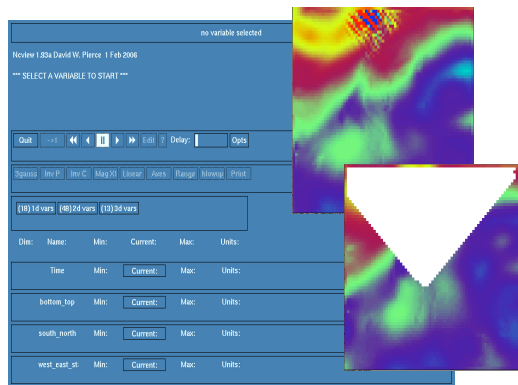 no variable selected
Ncview 1.93a David W. Pierce 1 Feb 2006
*** SELECT A VARIABLE TO START ***
Quit ->1 Edit ? Delay: Opts
3gauss Inv P Inv C Mag X1 Linear Axes Range blowup Print
(18) 1d vars (48) 2d vars (13) 3d vars
Dim: Name: Min: Current: Max: Units:
Time Min: Current: Max: Units:
bottom_top Min: Current: Max: Units:
south_north Min: Current: Max: Units:
west_east_st Min: Current: Max: Units: